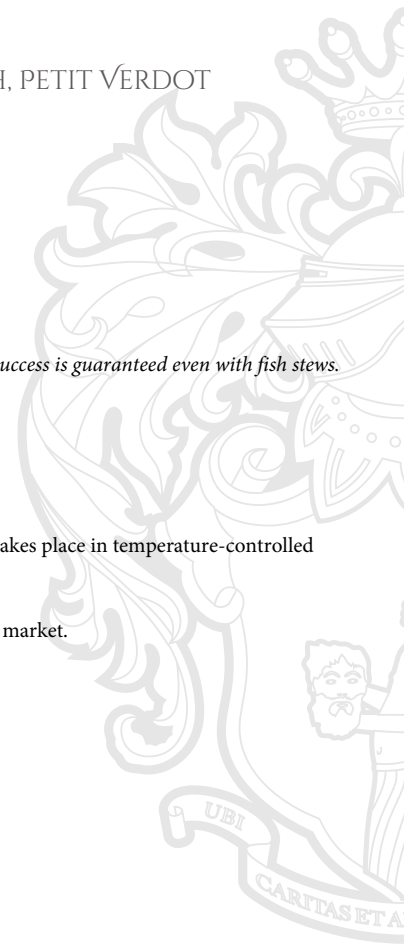 H, PETIT VERDOT
uccess is guaranteed even with fish stews.
akes place in temperature-controlled
market.
UBI
CARITAS ET A